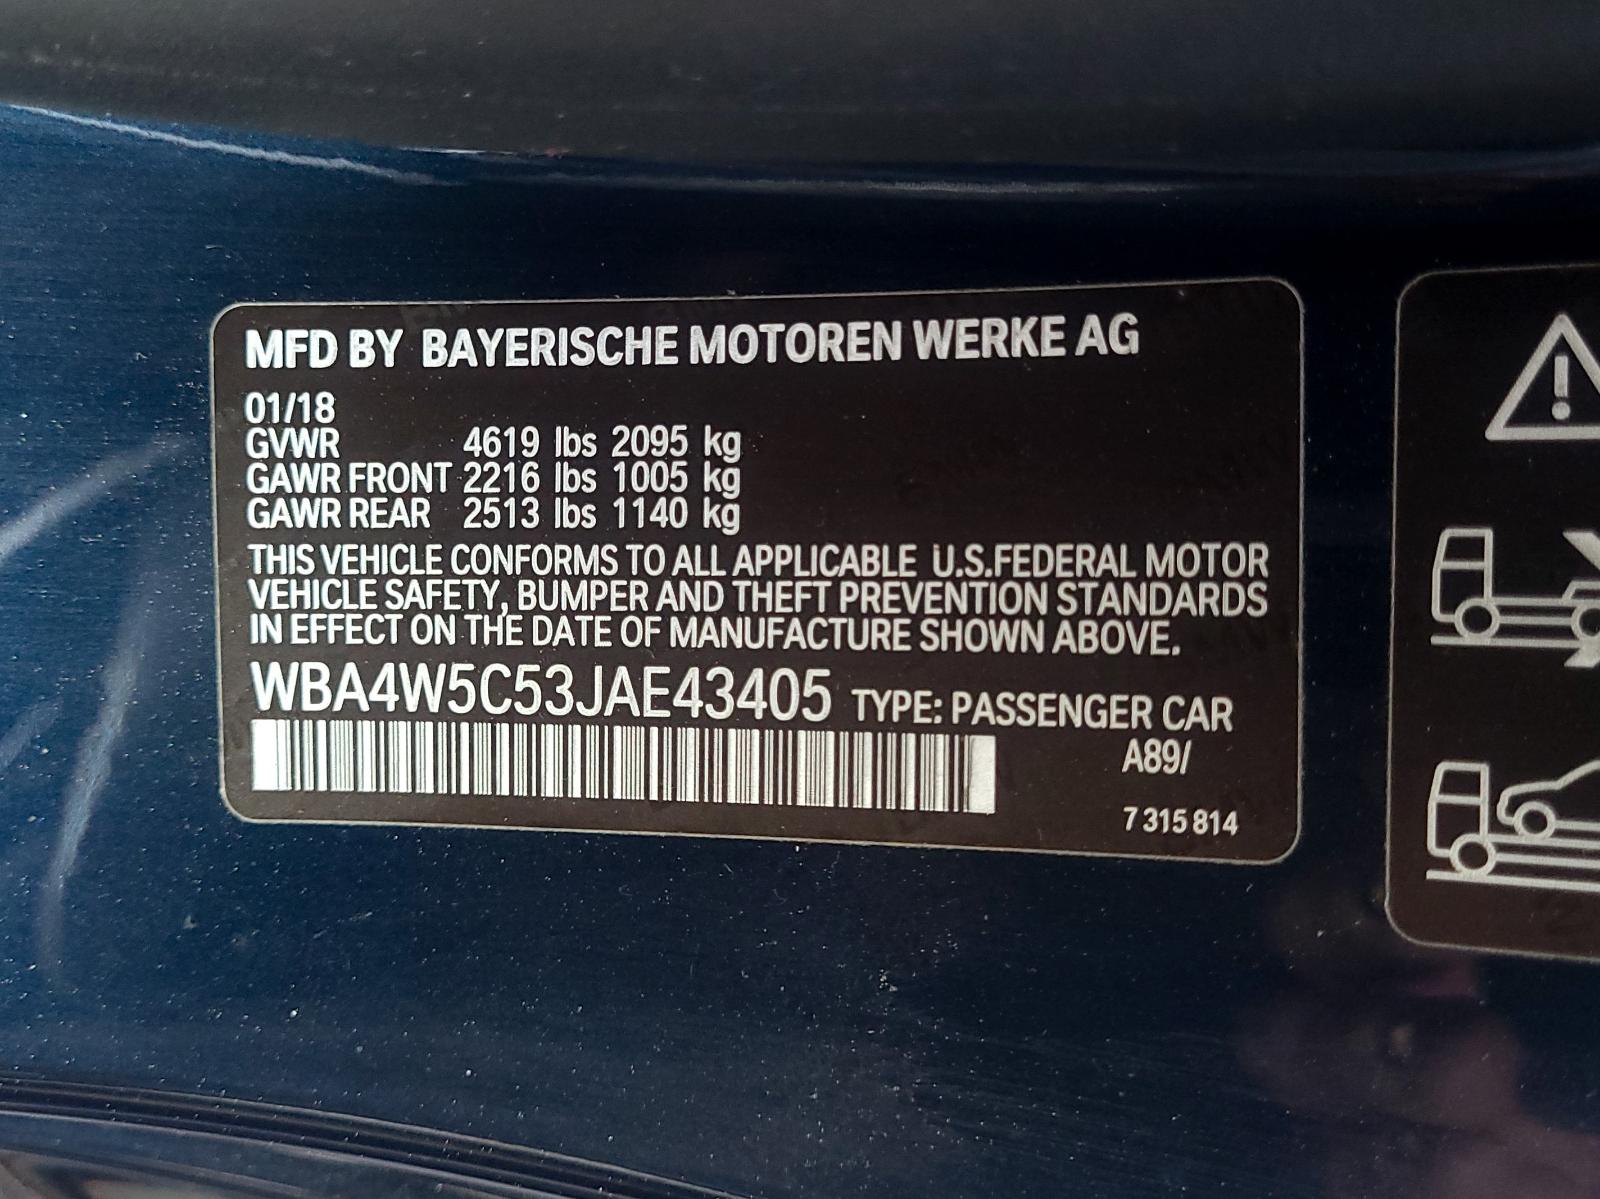 MFD BY BAYERISCHE MOTOREN WERKE AG
01/18
GVWR 4619 lbs 2095 kg
GAWR FRONT 2216 lbs 1005 kg
GAWR REAR 2513 lbs 1140 kg
THIS VEHICLE CONFORMS TO ALL APPLICABLE U.S.FEDERAL MOTOR
VEHICLE SAFETY, BUMPER AND THEFT PREVENTION STANDARDS
IN EFFECT ON THE DATE OF MANUFACTURE SHOWN ABOVE.
WBA4W5C53JAE43405 TYPE: PASSENGER CAR
A89/
7 315 814